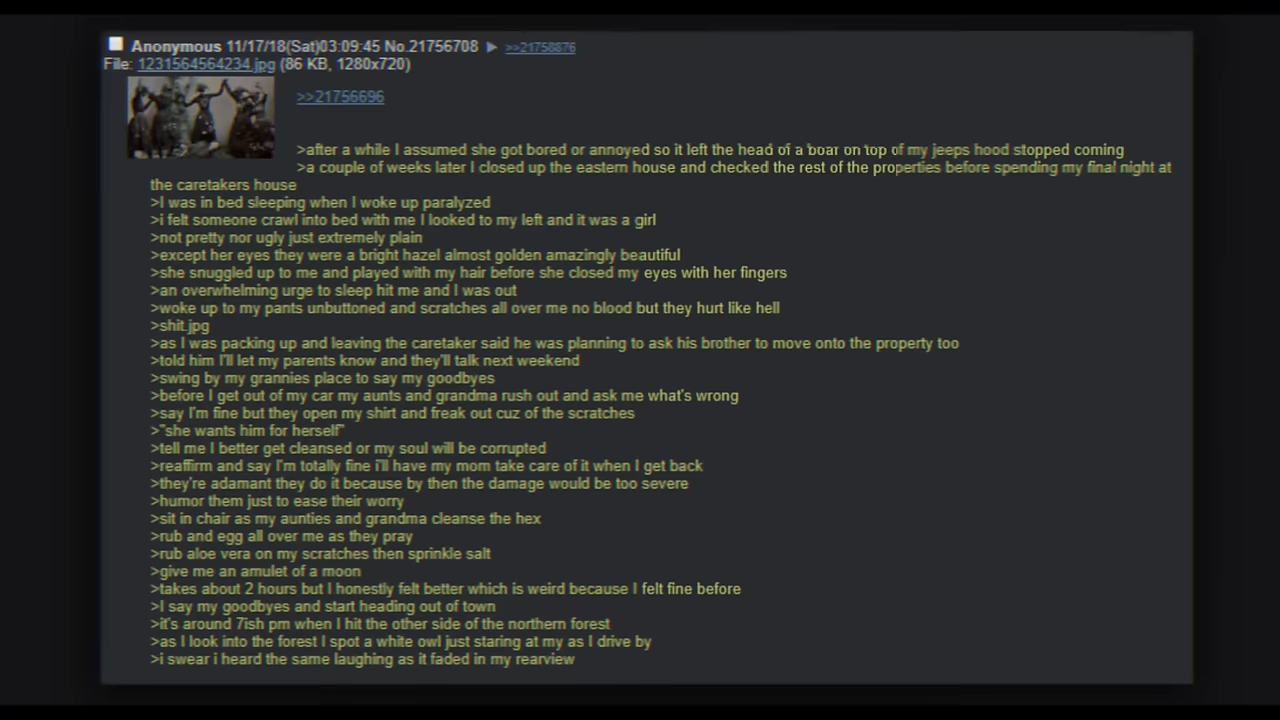 Anonymous 11/17/18(Sat)03:09:45 No.21756708 ▶ >>21758876
File: 1231564564234.jpg (86 KB, 1280x720)
>>21756696
>after a while I assumed she got bored or annoyed so it left the head of a boar on top of my jeeps hood stopped coming
>a couple of weeks later I closed up the eastern house and checked the rest of the properties before spending my final night at
the caretakers house
>I was in bed sleeping when I woke up paralyzed
>i felt someone crawl into bed with me I looked to my left and it was a girl
>not pretty nor ugly just extremely plain
>except her eyes they were a bright hazel almost golden amazingly beautiful
>she snuggled up to me and played with my hair before she closed my eyes with her fingers
>an overwhelming urge to sleep hit me and I was out
>woke up to my pants unbuttoned and scratches all over me no blood but they hurt like hell
>shit.jpg
>as I was packing up and leaving the caretaker said he was planning to ask his brother to move onto the property too
>told him I'll let my parents know and they'll talk next weekend
>swing by my grannies place to say my goodbyes
>before I get out of my car my aunts and grandma rush out and ask me what's wrong
>say I'm fine but they open my shirt and freak out cuz of the scratches
>"she wants him for herself"
>tell me I better get cleansed or my soul will be corrupted
>reaffirm and say I'm totally fine i'll have my mom take care of it when I get back
>they're adamant they do it because by then the damage would be too severe
>humor them just to ease their worry
>sit in chair as my aunties and grandma cleanse the hex
>rub and egg all over me as they pray
>rub aloe vera on my scratches then sprinkle salt
>give me an amulet of a moon
>takes about 2 hours but I honestly felt better which is weird because I felt fine before
>I say my goodbyes and start heading out of town
>it's around 7ish pm when I hit the other side of the northern forest
>as I look into the forest I spot a white owl just staring at my as I drive by
>i swear i heard the same laughing as it faded in my rearview